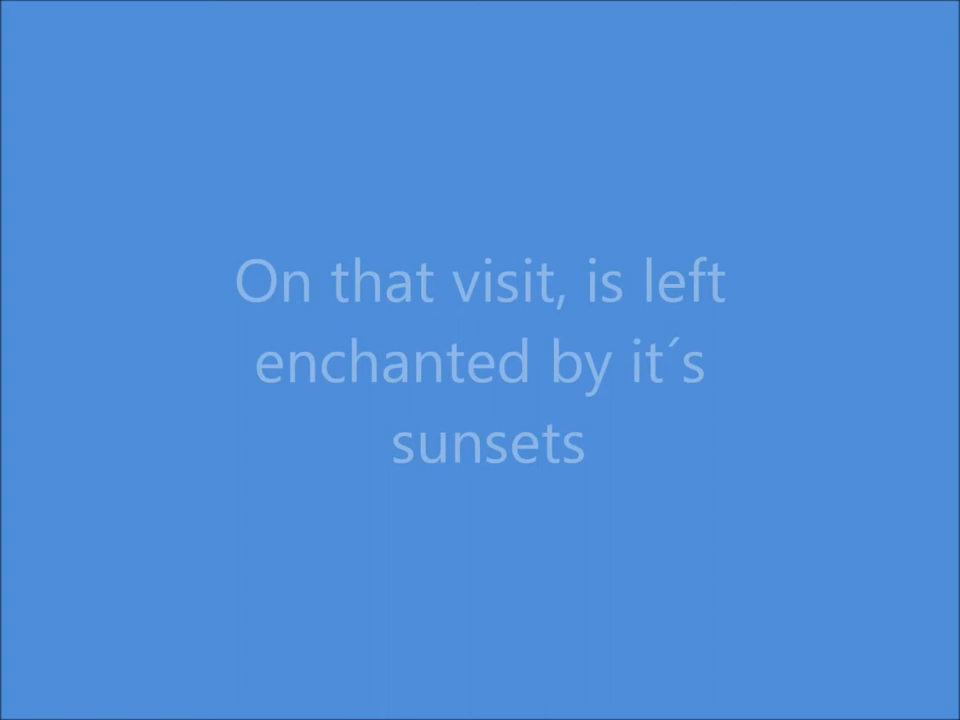 On that visit, is left
enchanted by it´s
sunsets